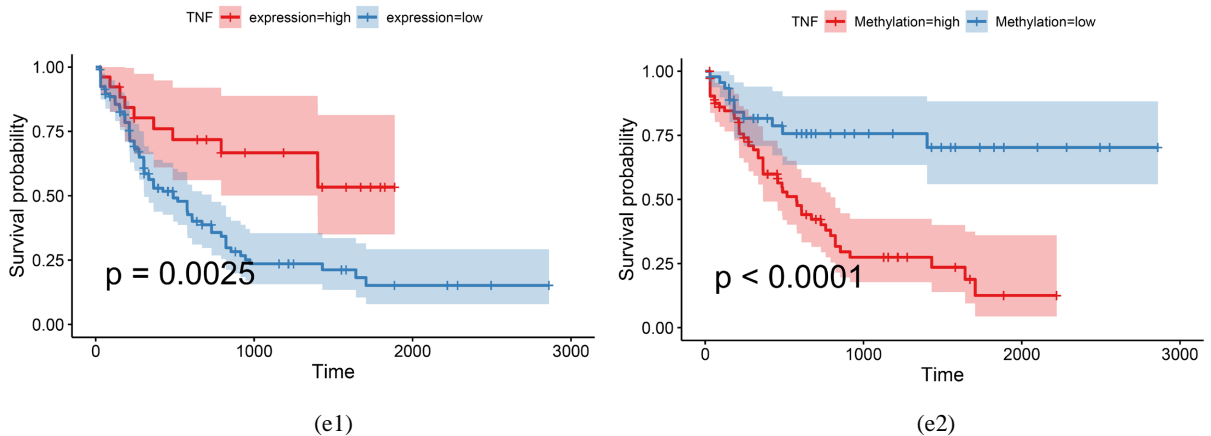 TNF expression=high expression=low
1.00
0.75
0.50
0.25
0.00
Survival probability
p = 0.0025
0 1000 2000 3000
Time
(e1)
TNF Methylation=high Methylation=low
1.00
0.75
0.50
0.25
0.00
Survival probability
p < 0.0001
0 1000 2000 3000
Time
(e2)